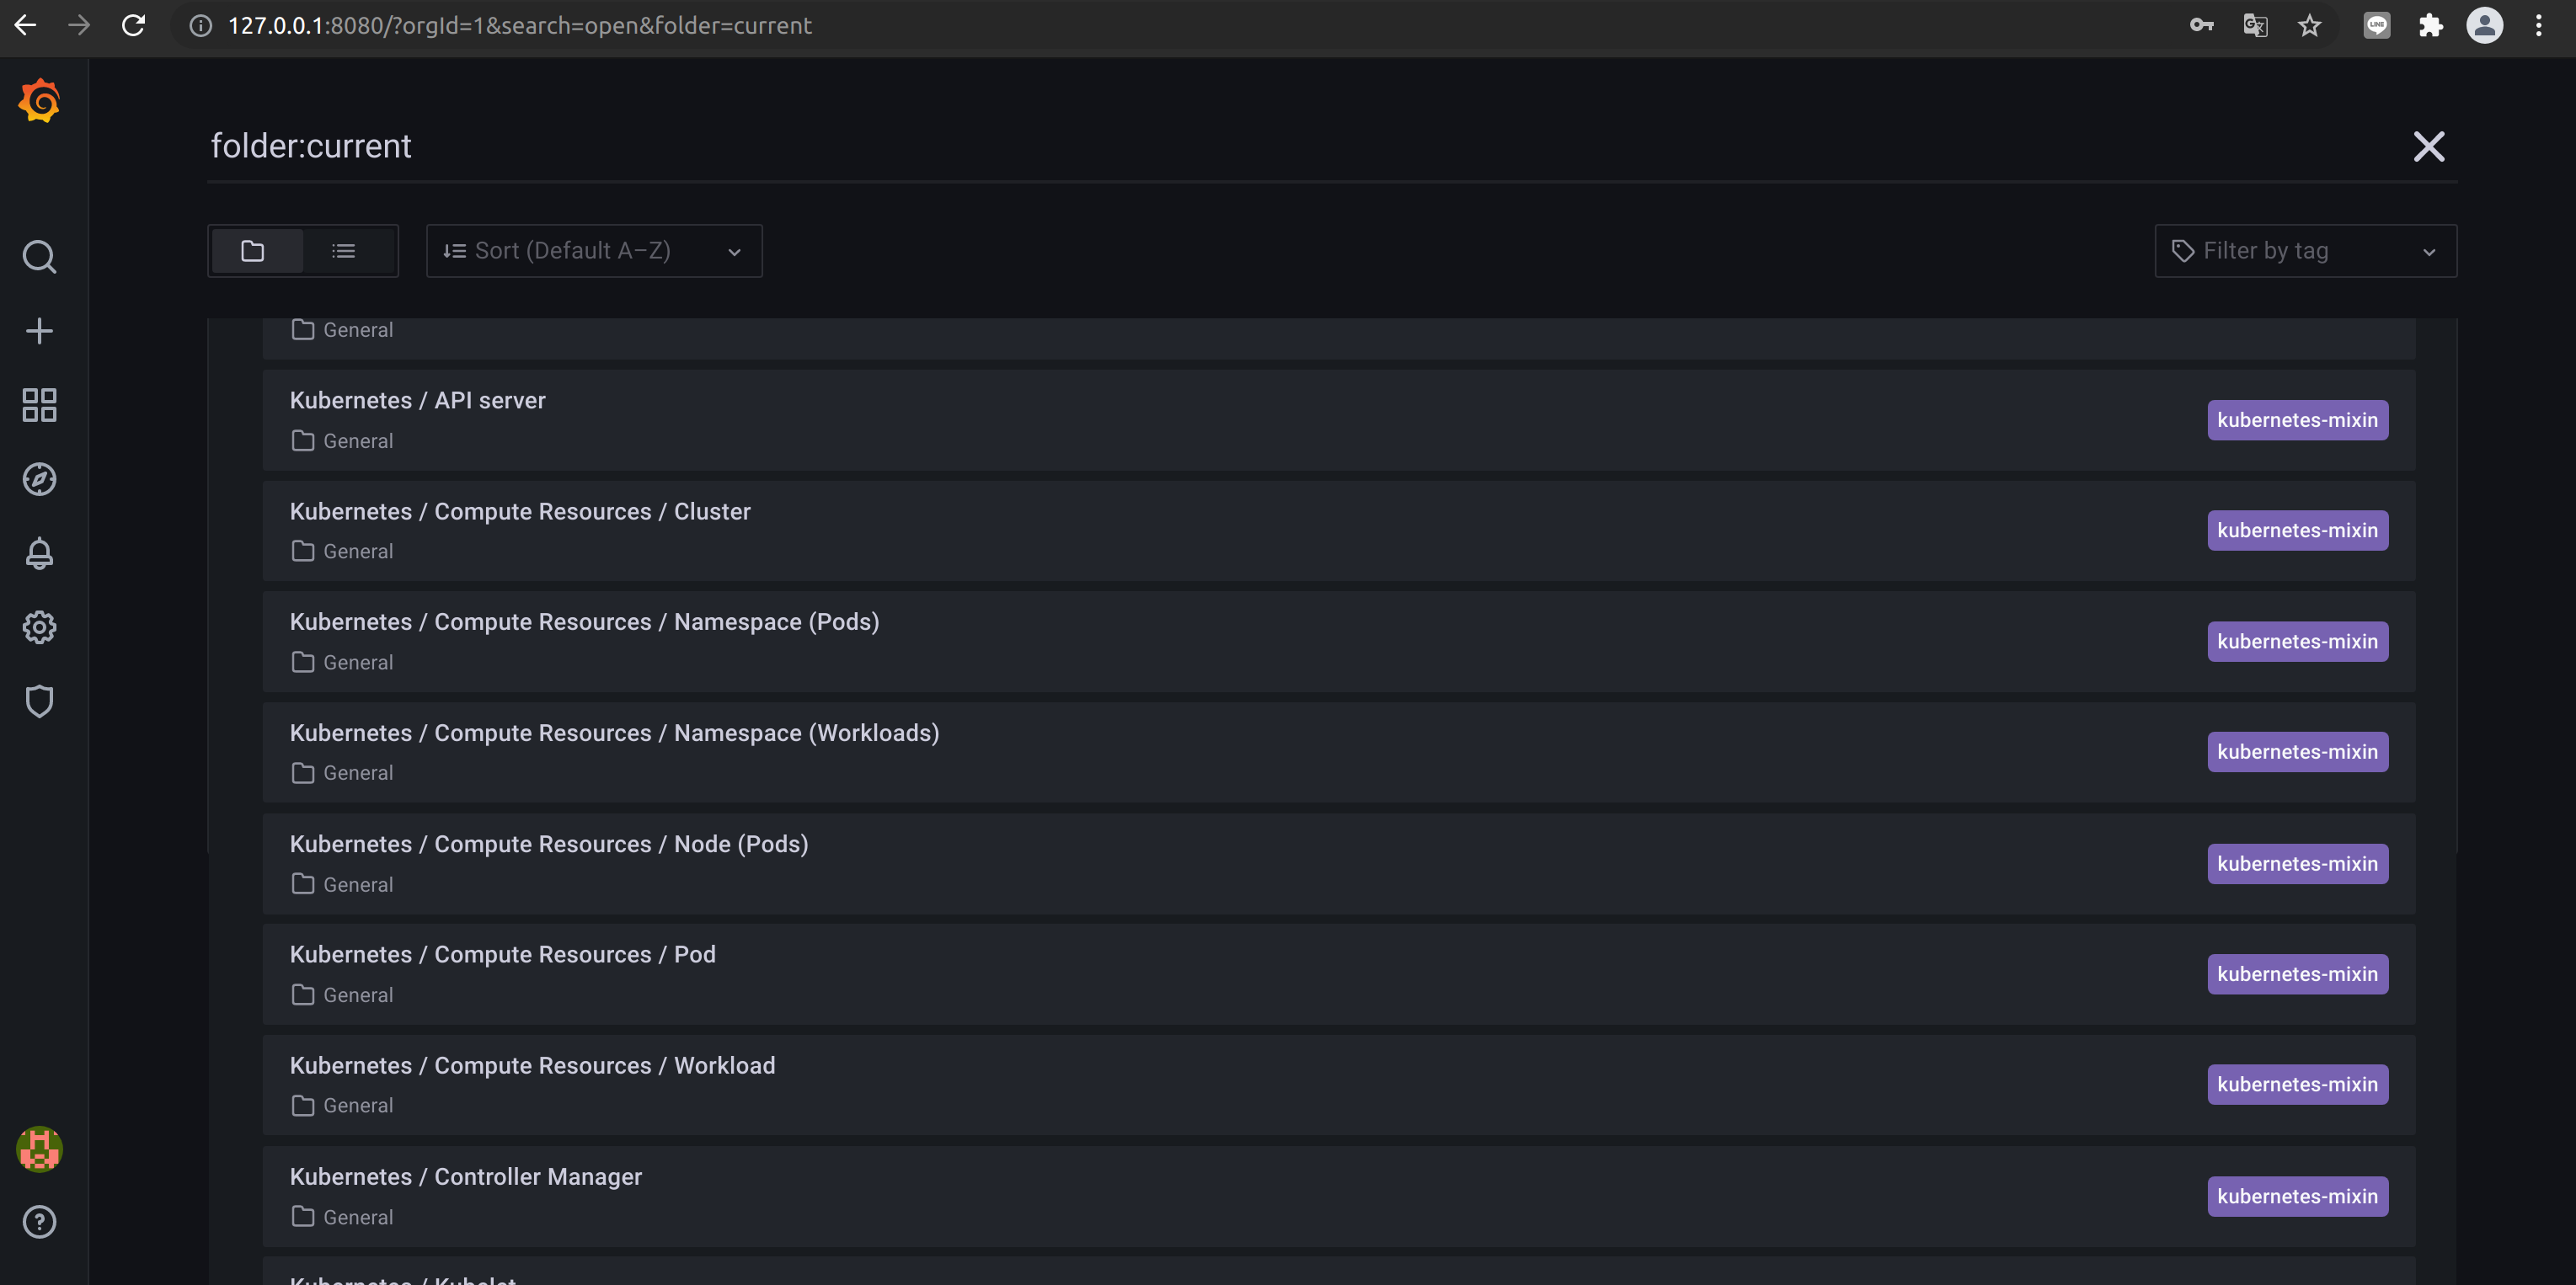 127.0.0.1:8080/?orgId=1&search=open&folder=current
folder:current
Sort (Default A–Z)
Filter by tag
General
Kubernetes / API server
General
kubernetes-mixin
Kubernetes / Compute Resources / Cluster
General
kubernetes-mixin
Kubernetes / Compute Resources / Namespace (Pods)
General
kubernetes-mixin
Kubernetes / Compute Resources / Namespace (Workloads)
General
kubernetes-mixin
Kubernetes / Compute Resources / Node (Pods)
General
kubernetes-mixin
Kubernetes / Compute Resources / Pod
General
kubernetes-mixin
Kubernetes / Compute Resources / Workload
General
kubernetes-mixin
Kubernetes / Controller Manager
General
kubernetes-mixin
Kubernetes / Kubelet